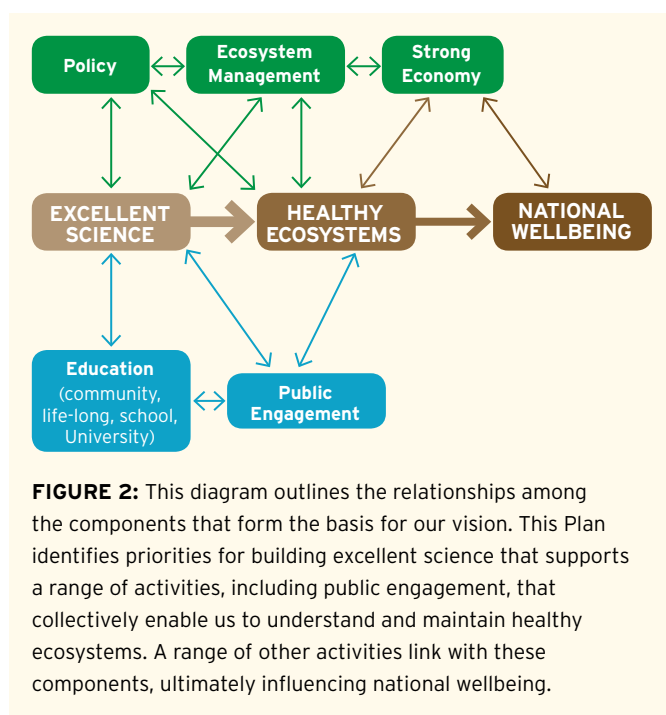 Policy
Ecosystem
Management
Strong
Economy
EXCELLENT
SCIENCE
HEALTHY
ECOSYSTEMS
NATIONAL
WELLBEING
Education
(community,
life-long, school,
University)
Public
Engagement
FIGURE 2: This diagram outlines the relationships among
the components that form the basis for our vision. This Plan
identifies priorities for building excellent science that supports
a range of activities, including public engagement, that
collectively enable us to understand and maintain healthy
ecosystems. A range of other activities link with these
components, ultimately influencing national wellbeing.